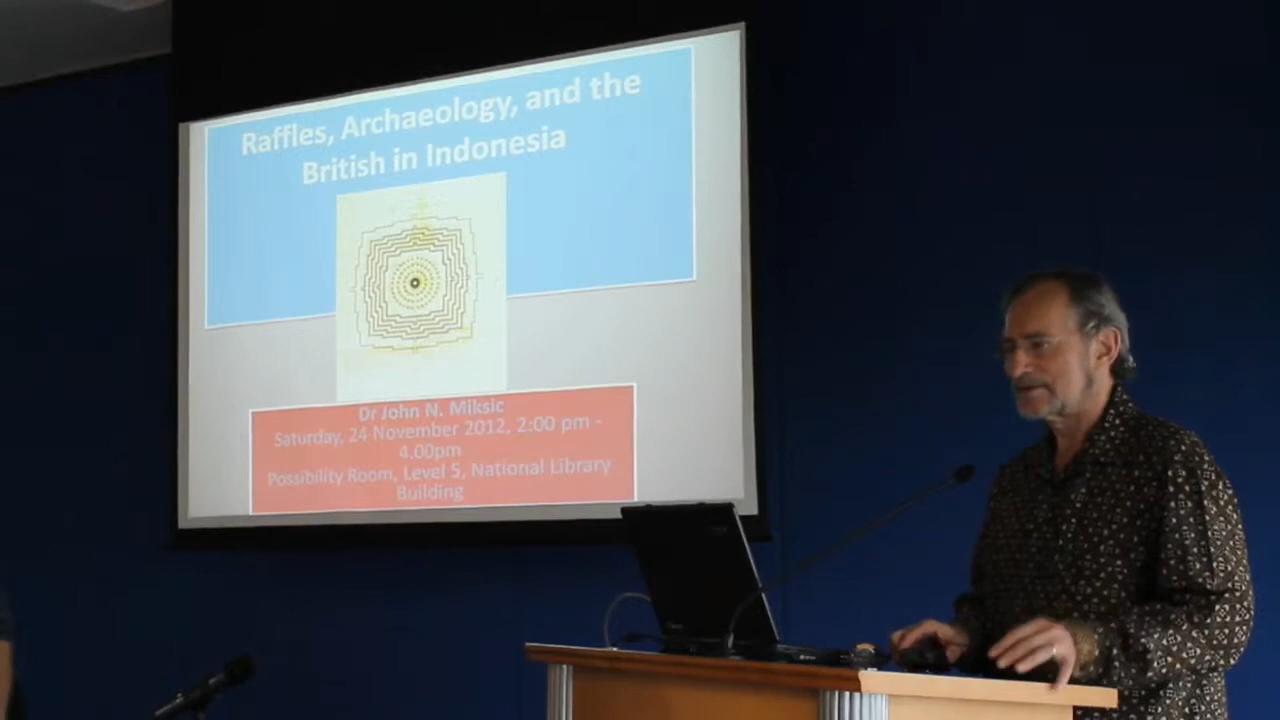 Raffles, Archaeology, and the
British in Indonesia
Dr John N. Miksic
Saturday, 24 November 2012, 2:00 pm -
4.00pm
Possibility Room, Level 5, National Library
Building